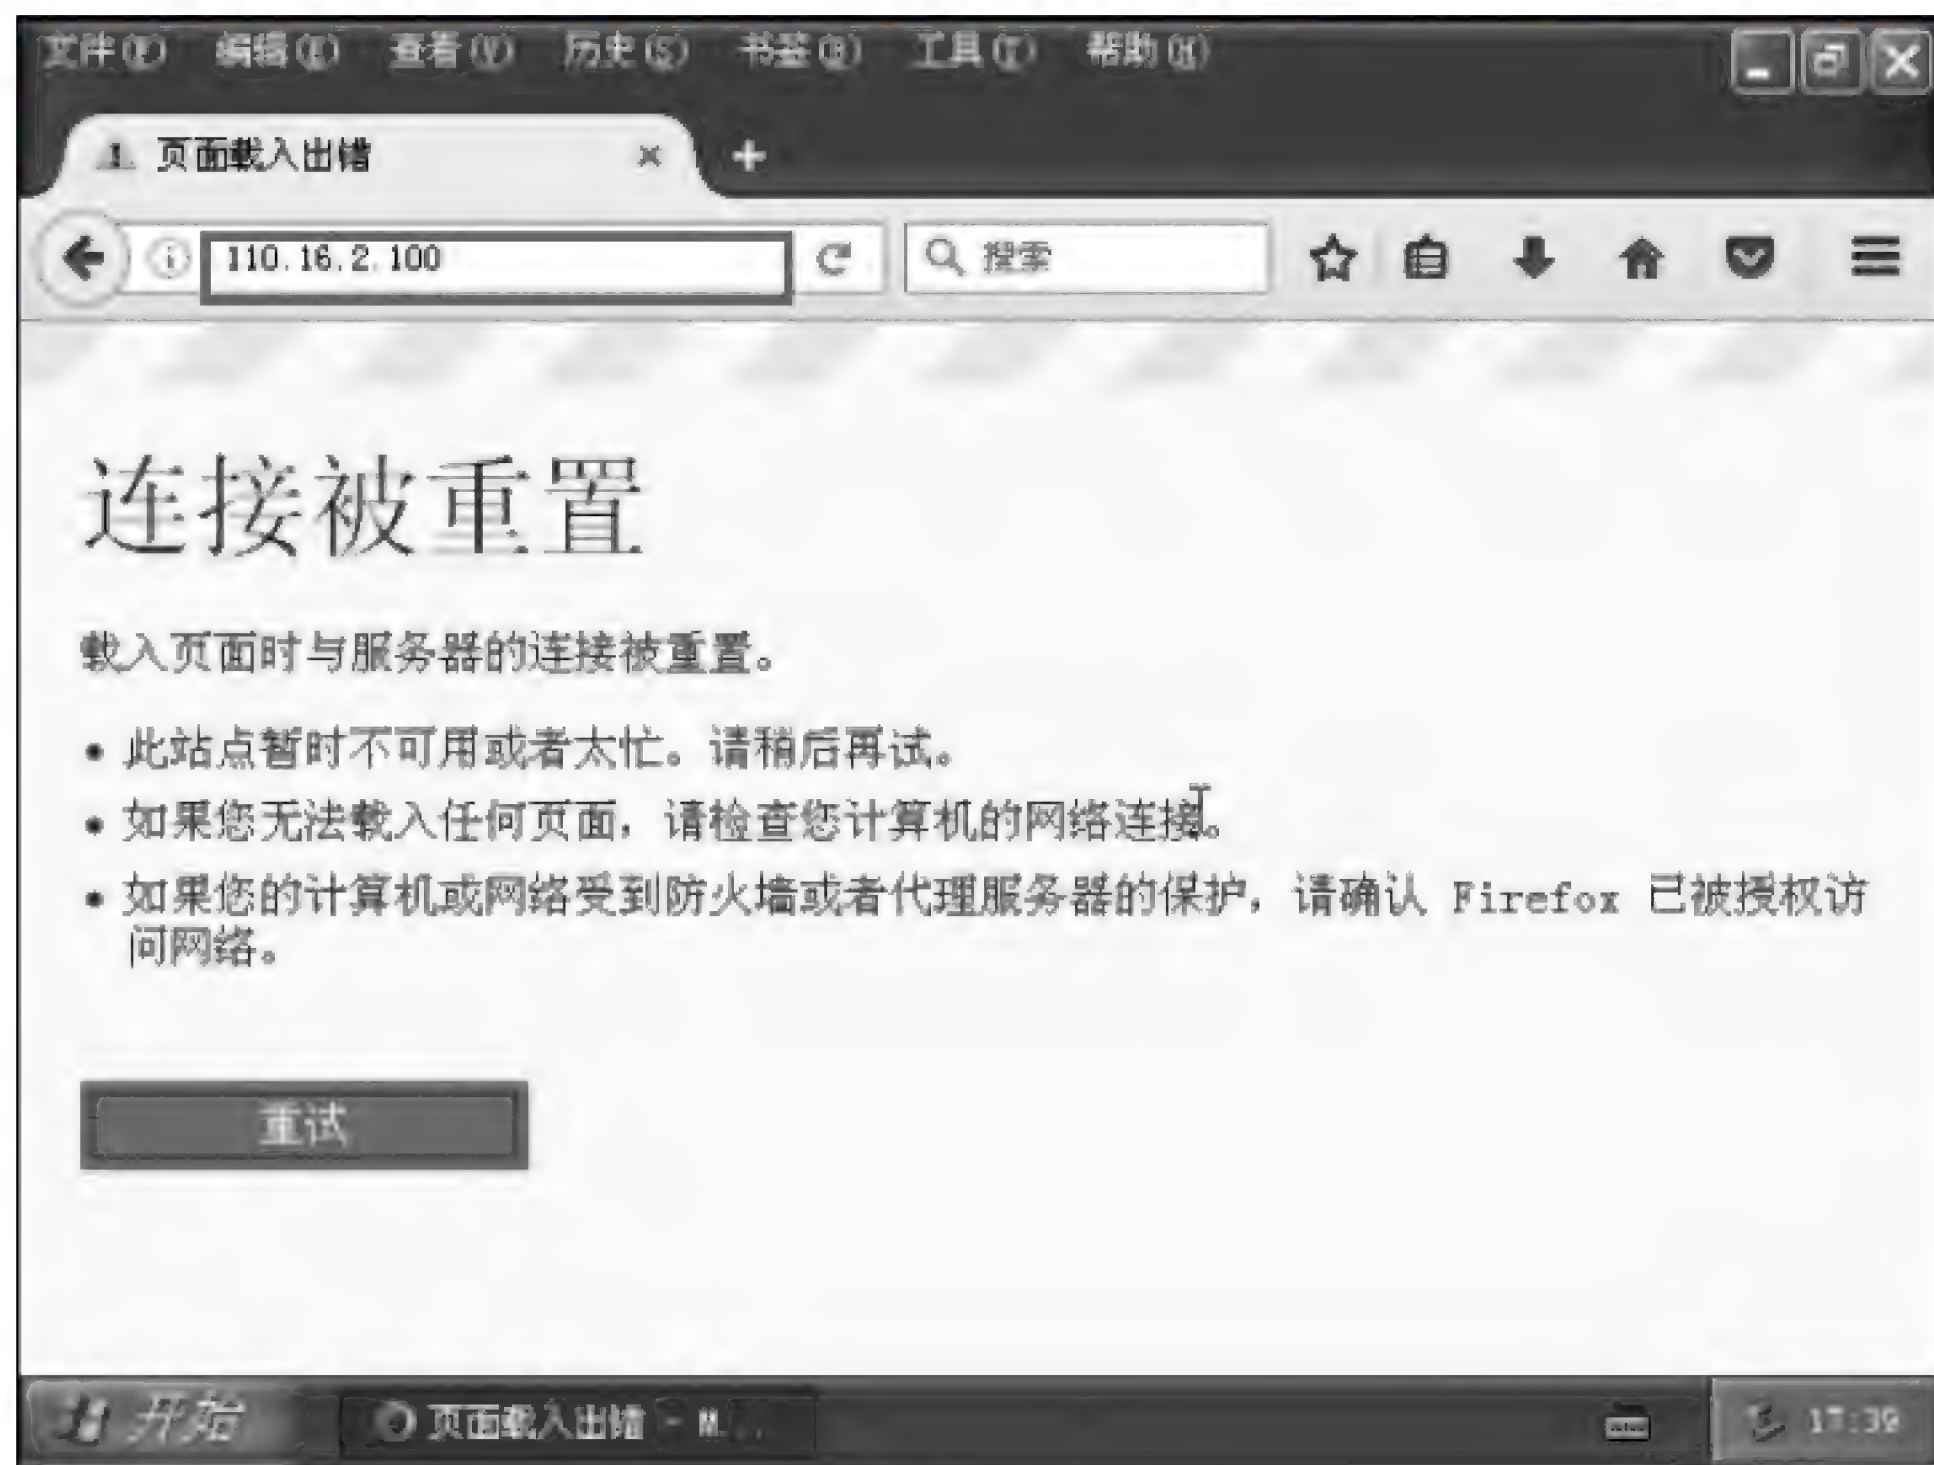 文件(F) 编辑(E) 查看(V) 历史(S) 书签(B) 工具(T) 帮助(H)
页面载入出错
110.16.2.100
搜索
连接被重置
载入页面时与服务器的连接被重置。
• 此站点暂时不可用或者太忙。请稍后再试。
• 如果您无法载入任何页面，请检查您计算机的网络连接。
• 如果您的计算机或网络受到防火墙或者代理服务器的保护，请确认 Firefox 已被授权访
问网络。
重试
开始 页面载入出错 - M... 17:39